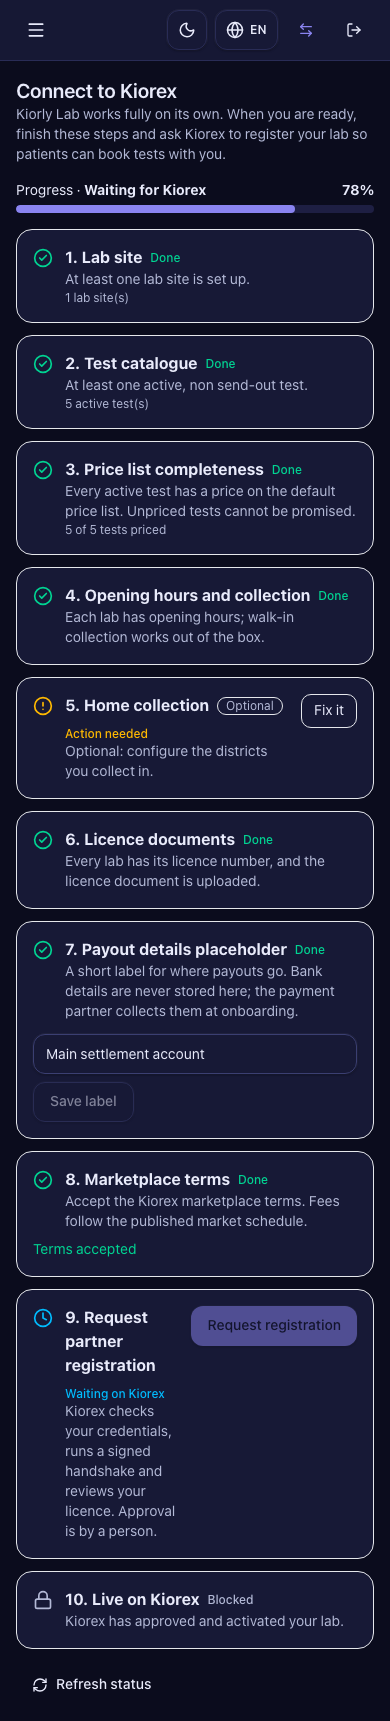 EN
Connect to Kiorex
Kiorly Lab works fully on its own. When you are ready,
finish these steps and ask Kiorex to register your lab so
patients can book tests with you.
Progress · Waiting for Kiorex 78%
1. Lab site Done
At least one lab site is set up.
1 lab site(s)
2. Test catalogue Done
At least one active, non send-out test.
5 active test(s)
3. Price list completeness Done
Every active test has a price on the default
price list. Unpriced tests cannot be promised.
5 of 5 tests priced
4. Opening hours and collection Done
Each lab has opening hours; walk-in
collection works out of the box.
5. Home collection Optional Fix it
Action needed
Optional: configure the districts
you collect in.
6. Licence documents Done
Every lab has its licence number, and the
licence document is uploaded.
7. Payout details placeholder Done
A short label for where payouts go. Bank
details are never stored here; the payment
partner collects them at onboarding.
Main settlement account
Save label
8. Marketplace terms Done
Accept the Kiorex marketplace terms. Fees
follow the published market schedule.
Terms accepted
9. Request
partner
registration
Request registration
Waiting on Kiorex
Kiorex checks
your credentials,
runs a signed
handshake and
reviews your
licence. Approval
is by a person.
10. Live on Kiorex Blocked
Kiorex has approved and activated your lab.
Refresh status